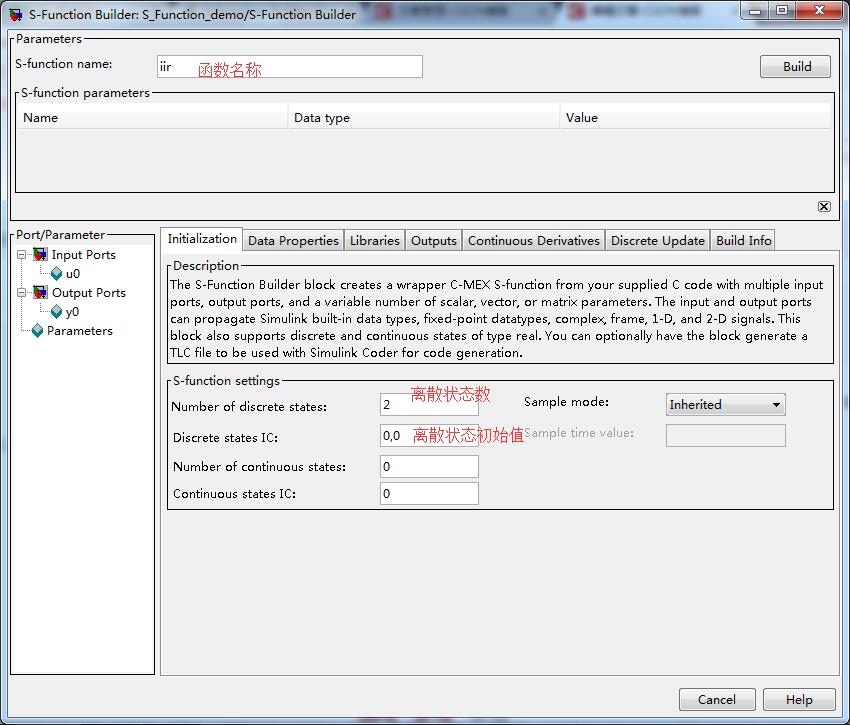 S-Function Builder: S_Function_demo/S-Function Builder
Parameters
S-function name:
iir
函数名称
Build
S-function parameters
Name
Data type
Value
Port/Parameter
Input Ports
u0
Output Ports
y0
Parameters
Initialization
Data Properties
Libraries
Outputs
Continuous Derivatives
Discrete Update
Build Info
Description
The S-Function Builder block creates a wrapper C-MEX S-function from your supplied C code with multiple input
ports, output ports, and a variable number of scalar, vector, or matrix parameters. The input and output ports
can propagate Simulink built-in data types, fixed-point datatypes, complex, frame, 1-D, and 2-D signals. This
block also supports discrete and continuous states of type real. You can optionally have the block generate a
TLC file to be used with Simulink Coder for code generation.
S-function settings
Number of discrete states:
2
离散状态数
Sample mode:
Inherited
Discrete states IC:
0,0
离散状态初始值
Sample time value:
Number of continuous states:
0
Continuous states IC:
0
Cancel
Help